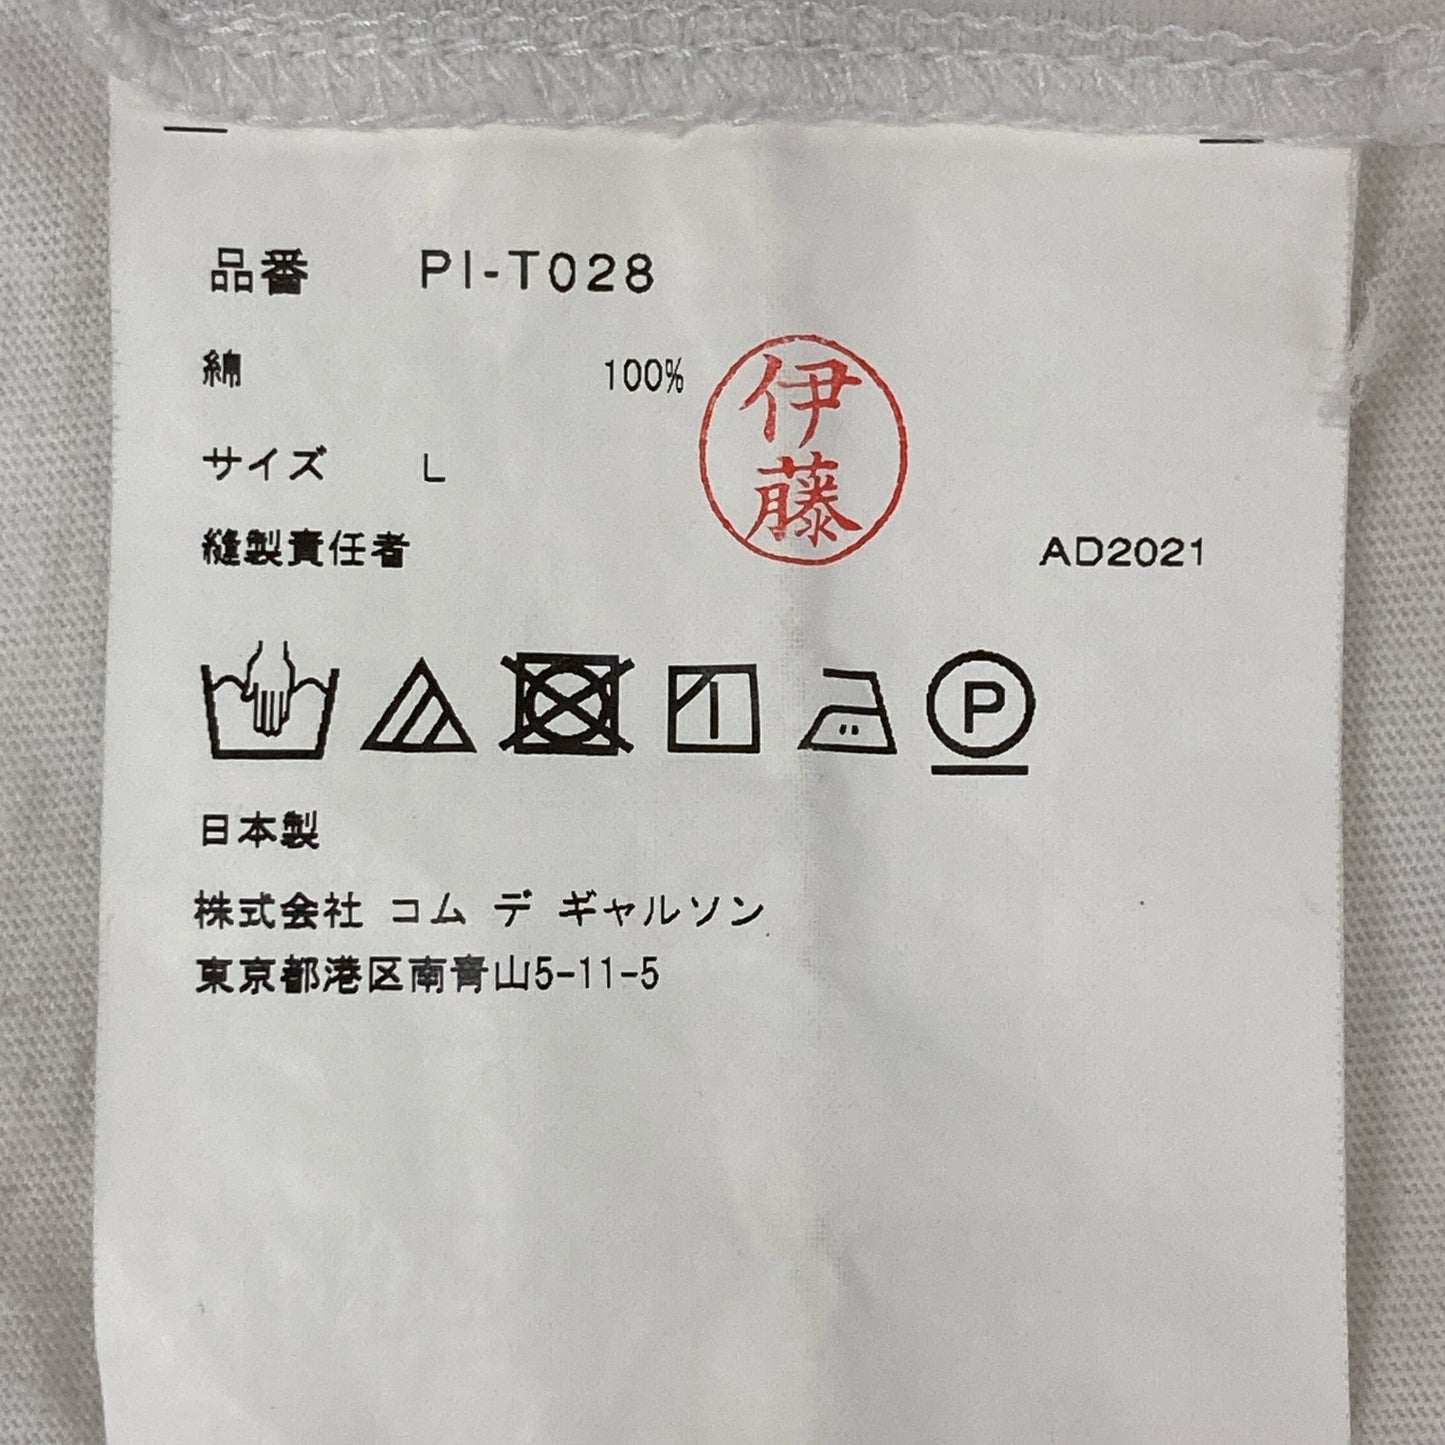 品番 PI-T028
綿 100%
サイズ L
縫製責任者 伊藤 AD2021
P
日本製
株式会社 コム デ ギャルソン
東京都港区南青山5-11-5